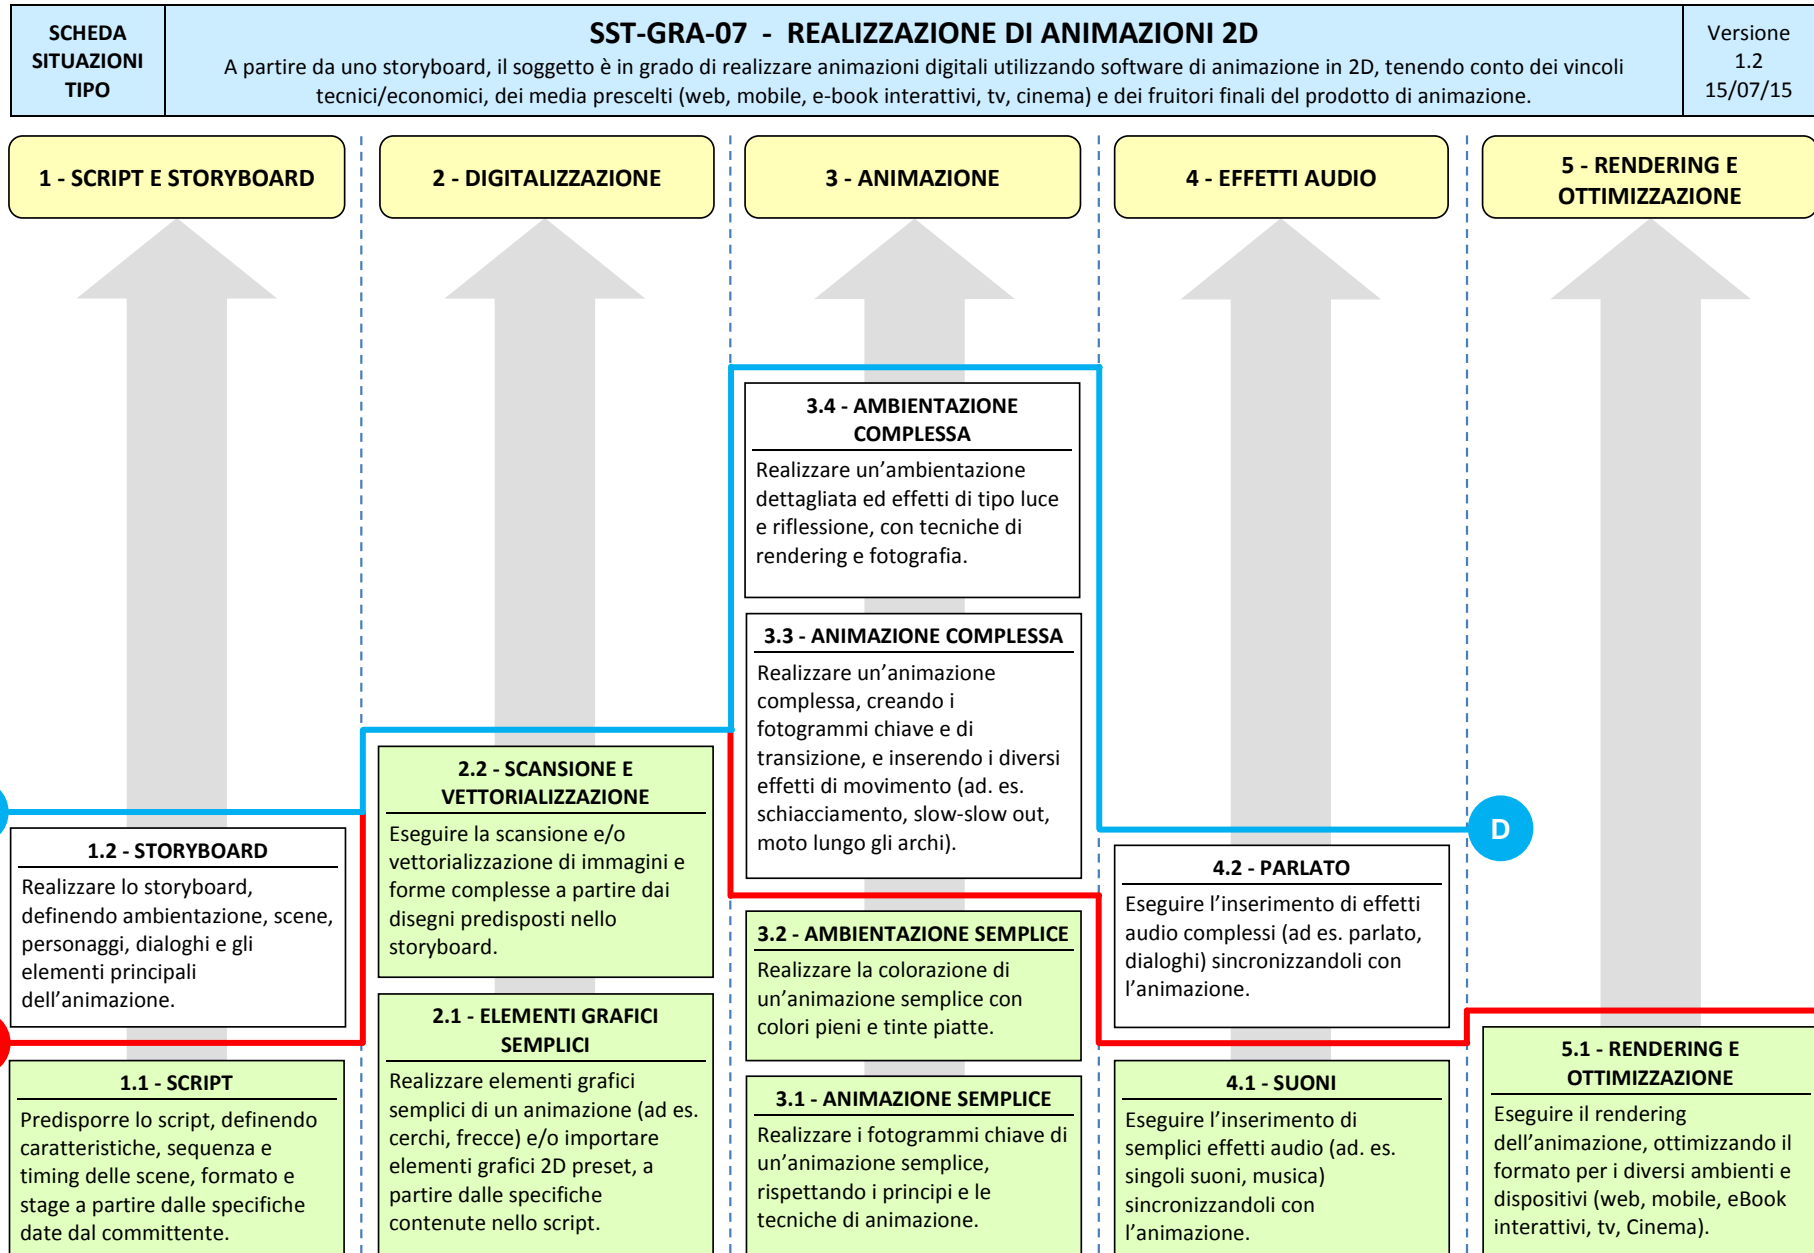 SCHEDA
SITUAZIONI
TIPO
SST-GRA-07 - REALIZZAZIONE DI ANIMAZIONI 2D
A partire da uno storyboard, il soggetto è in grado di realizzare animazioni digitali utilizzando software di animazione in 2D, tenendo conto dei vincoli
tecnici/economici, dei media prescelti (web, mobile, e-book interattivi, tv, cinema) e dei fruitori finali del prodotto di animazione.
Versione
1.2
15/07/15
1 - SCRIPT E STORYBOARD
2 - DIGITALIZZAZIONE
3 - ANIMAZIONE
4 - EFFETTI AUDIO
5 - RENDERING E
OTTIMIZZAZIONE
1.2 - STORYBOARD
Realizzare lo storyboard,
definendo ambientazione, scene,
personaggi, dialoghi e gli
elementi principali
dell’animazione.
1.1 - SCRIPT
Predisporre lo script, definendo
caratteristiche, sequenza e
timing delle scene, formato e
stage a partire dalle specifiche
date dal committente.
2.2 - SCANSIONE E
VETTORIALIZZAZIONE
Eseguire la scansione e/o
vettorializzazione di immagini e
forme complesse a partire dai
disegni predisposti nello
storyboard.
2.1 - ELEMENTI GRAFICI
SEMPLICI
Realizzare elementi grafici
semplici di un animazione (ad es.
cerchi, frecce) e/o importare
elementi grafici 2D preset, a
partire dalle specifiche
contenute nello script.
3.4 - AMBIENTAZIONE
COMPLESSA
Realizzare un’ambientazione
dettagliata ed effetti di tipo luce
e riflessione, con tecniche di
rendering e fotografia.
3.3 - ANIMAZIONE COMPLESSA
Realizzare un’animazione
complessa, creando i
fotogrammi chiave e di
transizione, e inserendo i diversi
effetti di movimento (ad. es.
schiacciamento, slow-slow out,
moto lungo gli archi).
3.2 - AMBIENTAZIONE SEMPLICE
Realizzare la colorazione di
un’animazione semplice con
colori pieni e tinte piatte.
3.1 - ANIMAZIONE SEMPLICE
Realizzare i fotogrammi chiave di
un’animazione semplice,
rispettando i principi e le
tecniche di animazione.
4.2 - PARLATO
Eseguire l’inserimento di effetti
audio complessi (ad es. parlato,
dialoghi) sincronizzandoli con
l’animazione.
4.1 - SUONI
Eseguire l’inserimento di
semplici effetti audio (ad. es.
singoli suoni, musica)
sincronizzandoli con
l’animazione.
D
5.1 - RENDERING E
OTTIMIZZAZIONE
Eseguire il rendering
dell’animazione, ottimizzando il
formato per i diversi ambienti e
dispositivi (web, mobile, eBook
interattivi, tv, Cinema).